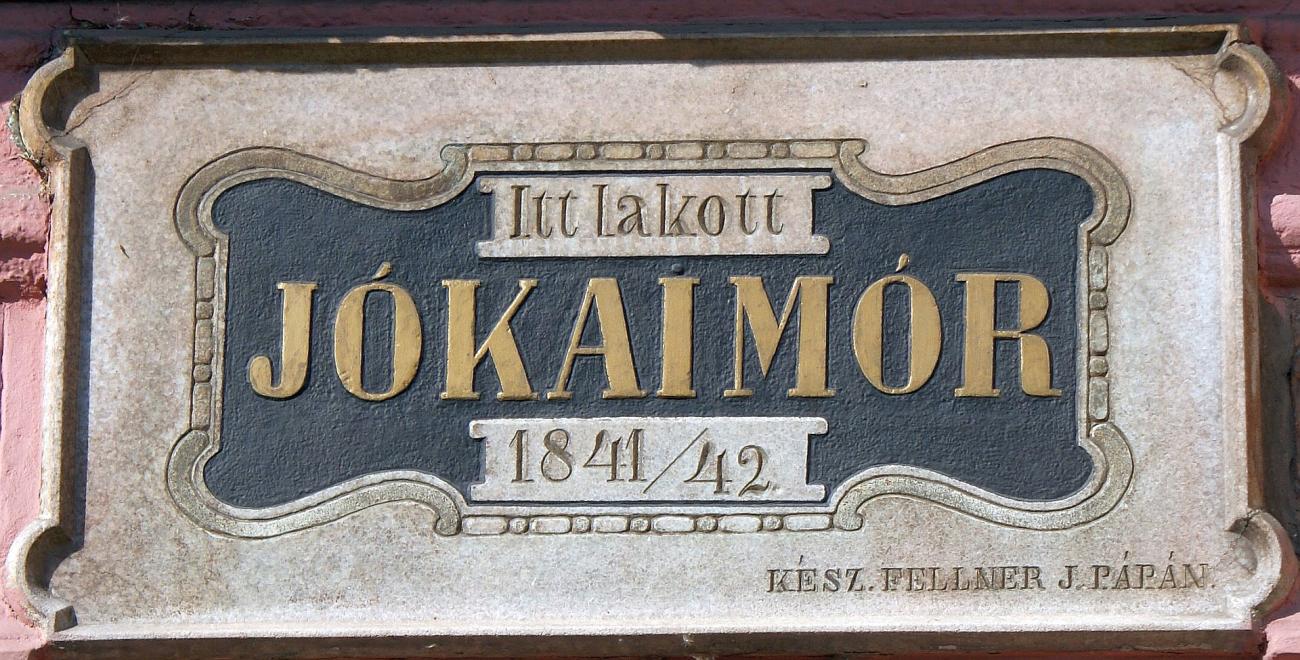 Itt lakott
JÓKAI MÓR
1841/42
KÉSZ. FELLNER J. PÁPÁN.